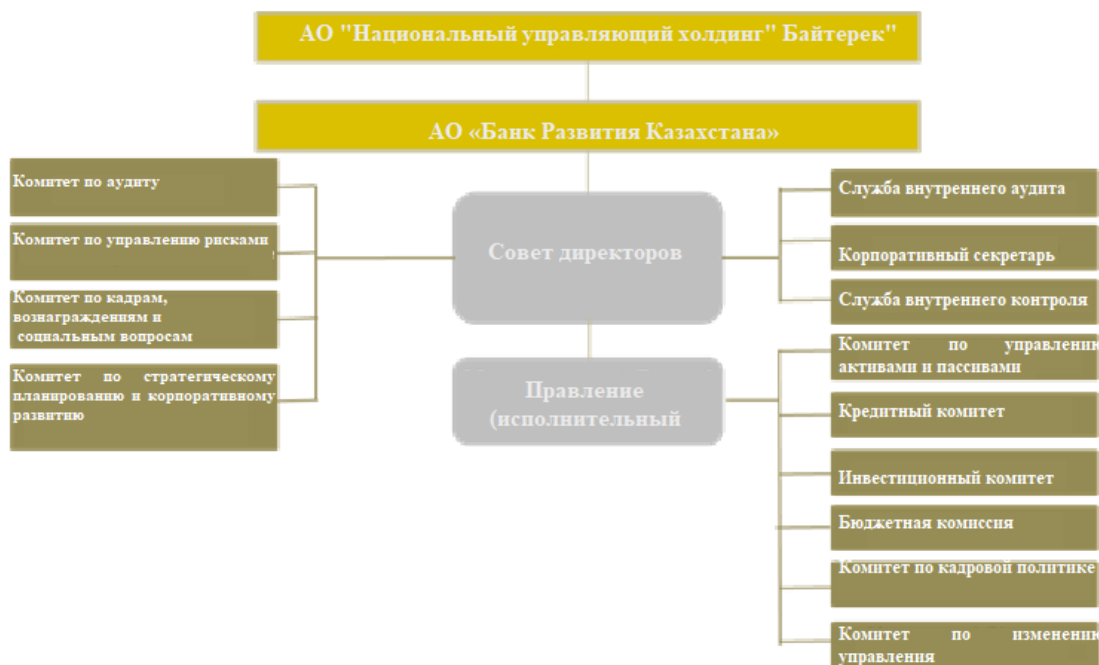 АО "Национальный управляющий холдинг" Байтерек"
АО «Банк Развития Казахстана»
Комитет по аудиту
Комитет по управлению рисками
Комитет по кадрам,
вознаграждениям и
социальным вопросам
Комитет по стратегическому
планированию и корпоративному
развитию
Совет директоров
Правление
(исполнительный
Служба внутреннего аудита
Корпоративный секретарь
Служба внутреннего контроля
Комитет по управлению
активами и пассивами
Кредитный комитет
Инвестиционный комитет
Бюджетная комиссия
Комитет по кадровой политике
Комитет по изменению
управления